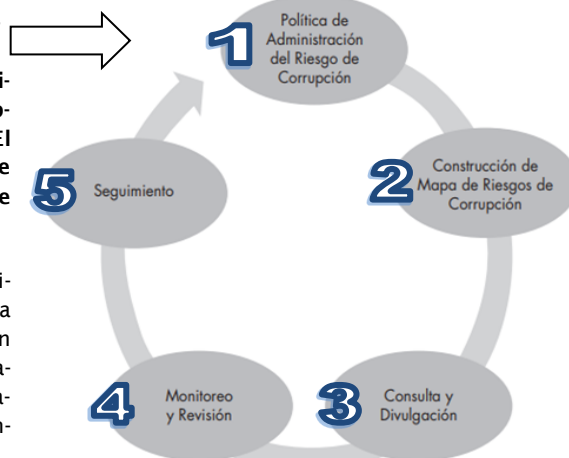 1
Política de
Administración
del Riesgo de
Corrupción
2
Construcción de
Mapa de Riesgos de
Corrupción
3
Consulta y
Divulgación
4
Monitoreo
y Revisión
5
Seguimiento
El